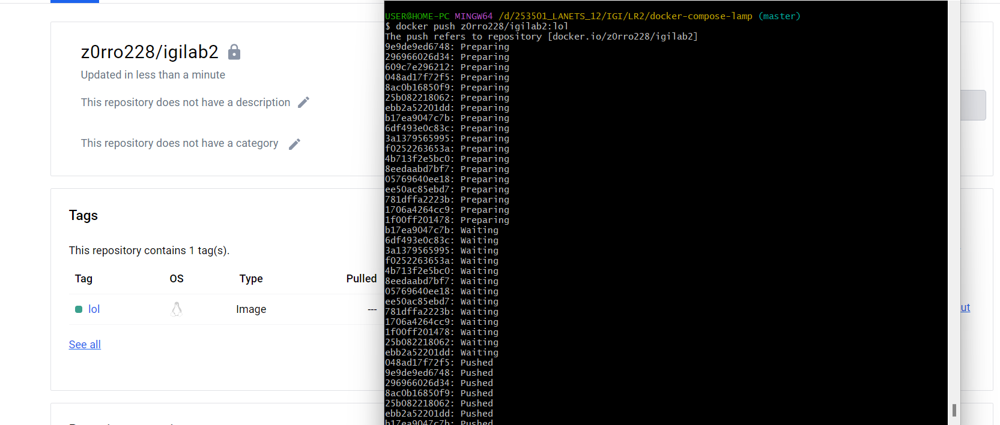 z0rro228/igilab2
Updated in less than a minute
This repository does not have a description
This repository does not have a category
Tags
This repository contains 1 tag(s).
Tag OS Type Pulled
lol Image ---
See all
USER@HOME-PC MINGW64 /d/253501_LANETS_12/IGI/LR2/docker-compose-lamp (master)
$ docker push z0rro228/igilab2:lol
The push refers to repository [docker.io/z0rro228/igilab2]
9e9de9ed6748: Preparing
296966026d34: Preparing
609c7e296212: Preparing
048ad17f72f5: Preparing
8ac0b16850f9: Preparing
25b082218062: Preparing
ebb2a52201dd: Preparing
b17ea9047c7b: Preparing
6df493e0c83c: Preparing
3a1379565995: Preparing
f0252263653a: Preparing
4b713f2e5bc0: Preparing
8eedaabd7bf7: Preparing
05769640ee18: Preparing
ee50ac85ebd7: Preparing
781dffa2223b: Preparing
1706a4264cc9: Preparing
1f00ff201478: Preparing
b17ea9047c7b: Waiting
6df493e0c83c: Waiting
3a1379565995: Waiting
f0252263653a: Waiting
4b713f2e5bc0: Waiting
8eedaabd7bf7: Waiting
05769640ee18: Waiting
ee50ac85ebd7: Waiting
781dffa2223b: Waiting
1706a4264cc9: Waiting
1f00ff201478: Waiting
25b082218062: Waiting
ebb2a52201dd: Waiting
048ad17f72f5: Pushed
9e9de9ed6748: Pushed
296966026d34: Pushed
8ac0b16850f9: Pushed
25b082218062: Pushed
ebb2a52201dd: Pushed
b17ea9047c7b: Pushed
ut